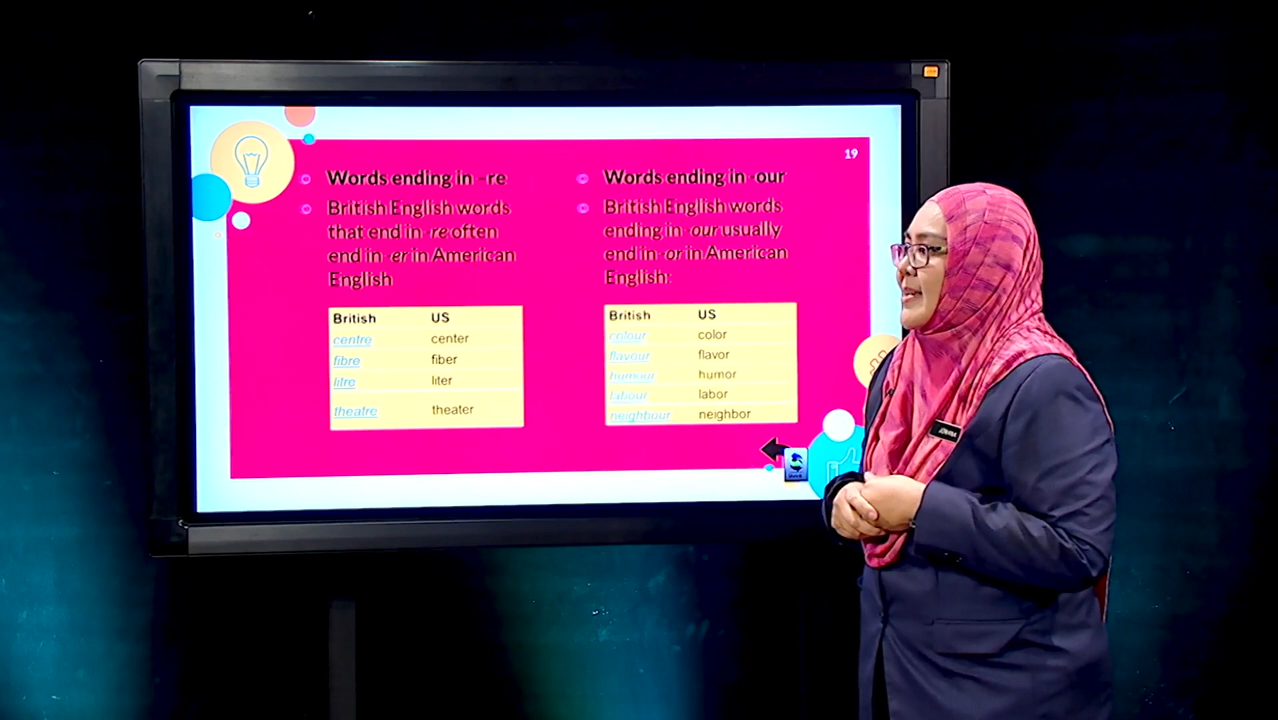 19
Words ending in -re
British English words
that end in -re often
end in -er in American
English
British US
centre center
fibre fiber
litre liter
theatre theater
Words ending in -our
British English words
ending in -our usually
end in -or in American
English:
British US
colour color
flavour flavor
humour humor
labour labor
neighbour neighbor